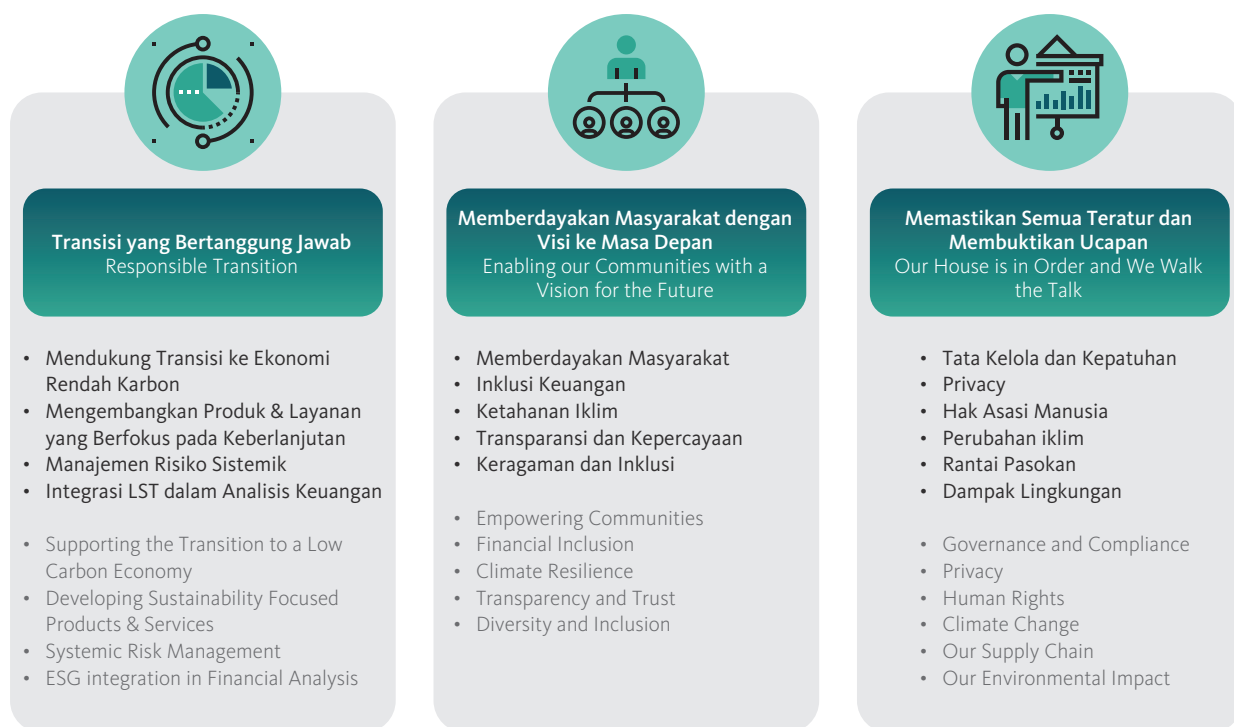 Transisi yang Bertanggung Jawab
Responsible Transition
• Mendukung Transisi ke Ekonomi
Rendah Karbon
• Mengembangkan Produk & Layanan
yang Berfokus pada Keberlanjutan
• Manajemen Risiko Sistemik
• Integrasi LST dalam Analisis Keuangan
• Supporting the Transition to a Low
Carbon Economy
• Developing Sustainability Focused
Products & Services
• Systemic Risk Management
• ESG integration in Financial Analysis
Memberdayakan Masyarakat dengan
Visi ke Masa Depan
Enabling our Communities with a
Vision for the Future
• Memberdayakan Masyarakat
• Inklusi Keuangan
• Ketahanan Iklim
• Transparansi dan Kepercayaan
• Keragaman dan Inklusi
• Empowering Communities
• Financial Inclusion
• Climate Resilience
• Transparency and Trust
• Diversity and Inclusion
Memastikan Semua Teratur dan
Membuktikan Ucapan
Our House is in Order and We Walk
the Talk
• Tata Kelola dan Kepatuhan
• Privacy
• Hak Asasi Manusia
• Perubahan iklim
• Rantai Pasokan
• Dampak Lingkungan
• Governance and Compliance
• Privacy
• Human Rights
• Climate Change
• Our Supply Chain
• Our Environmental Impact